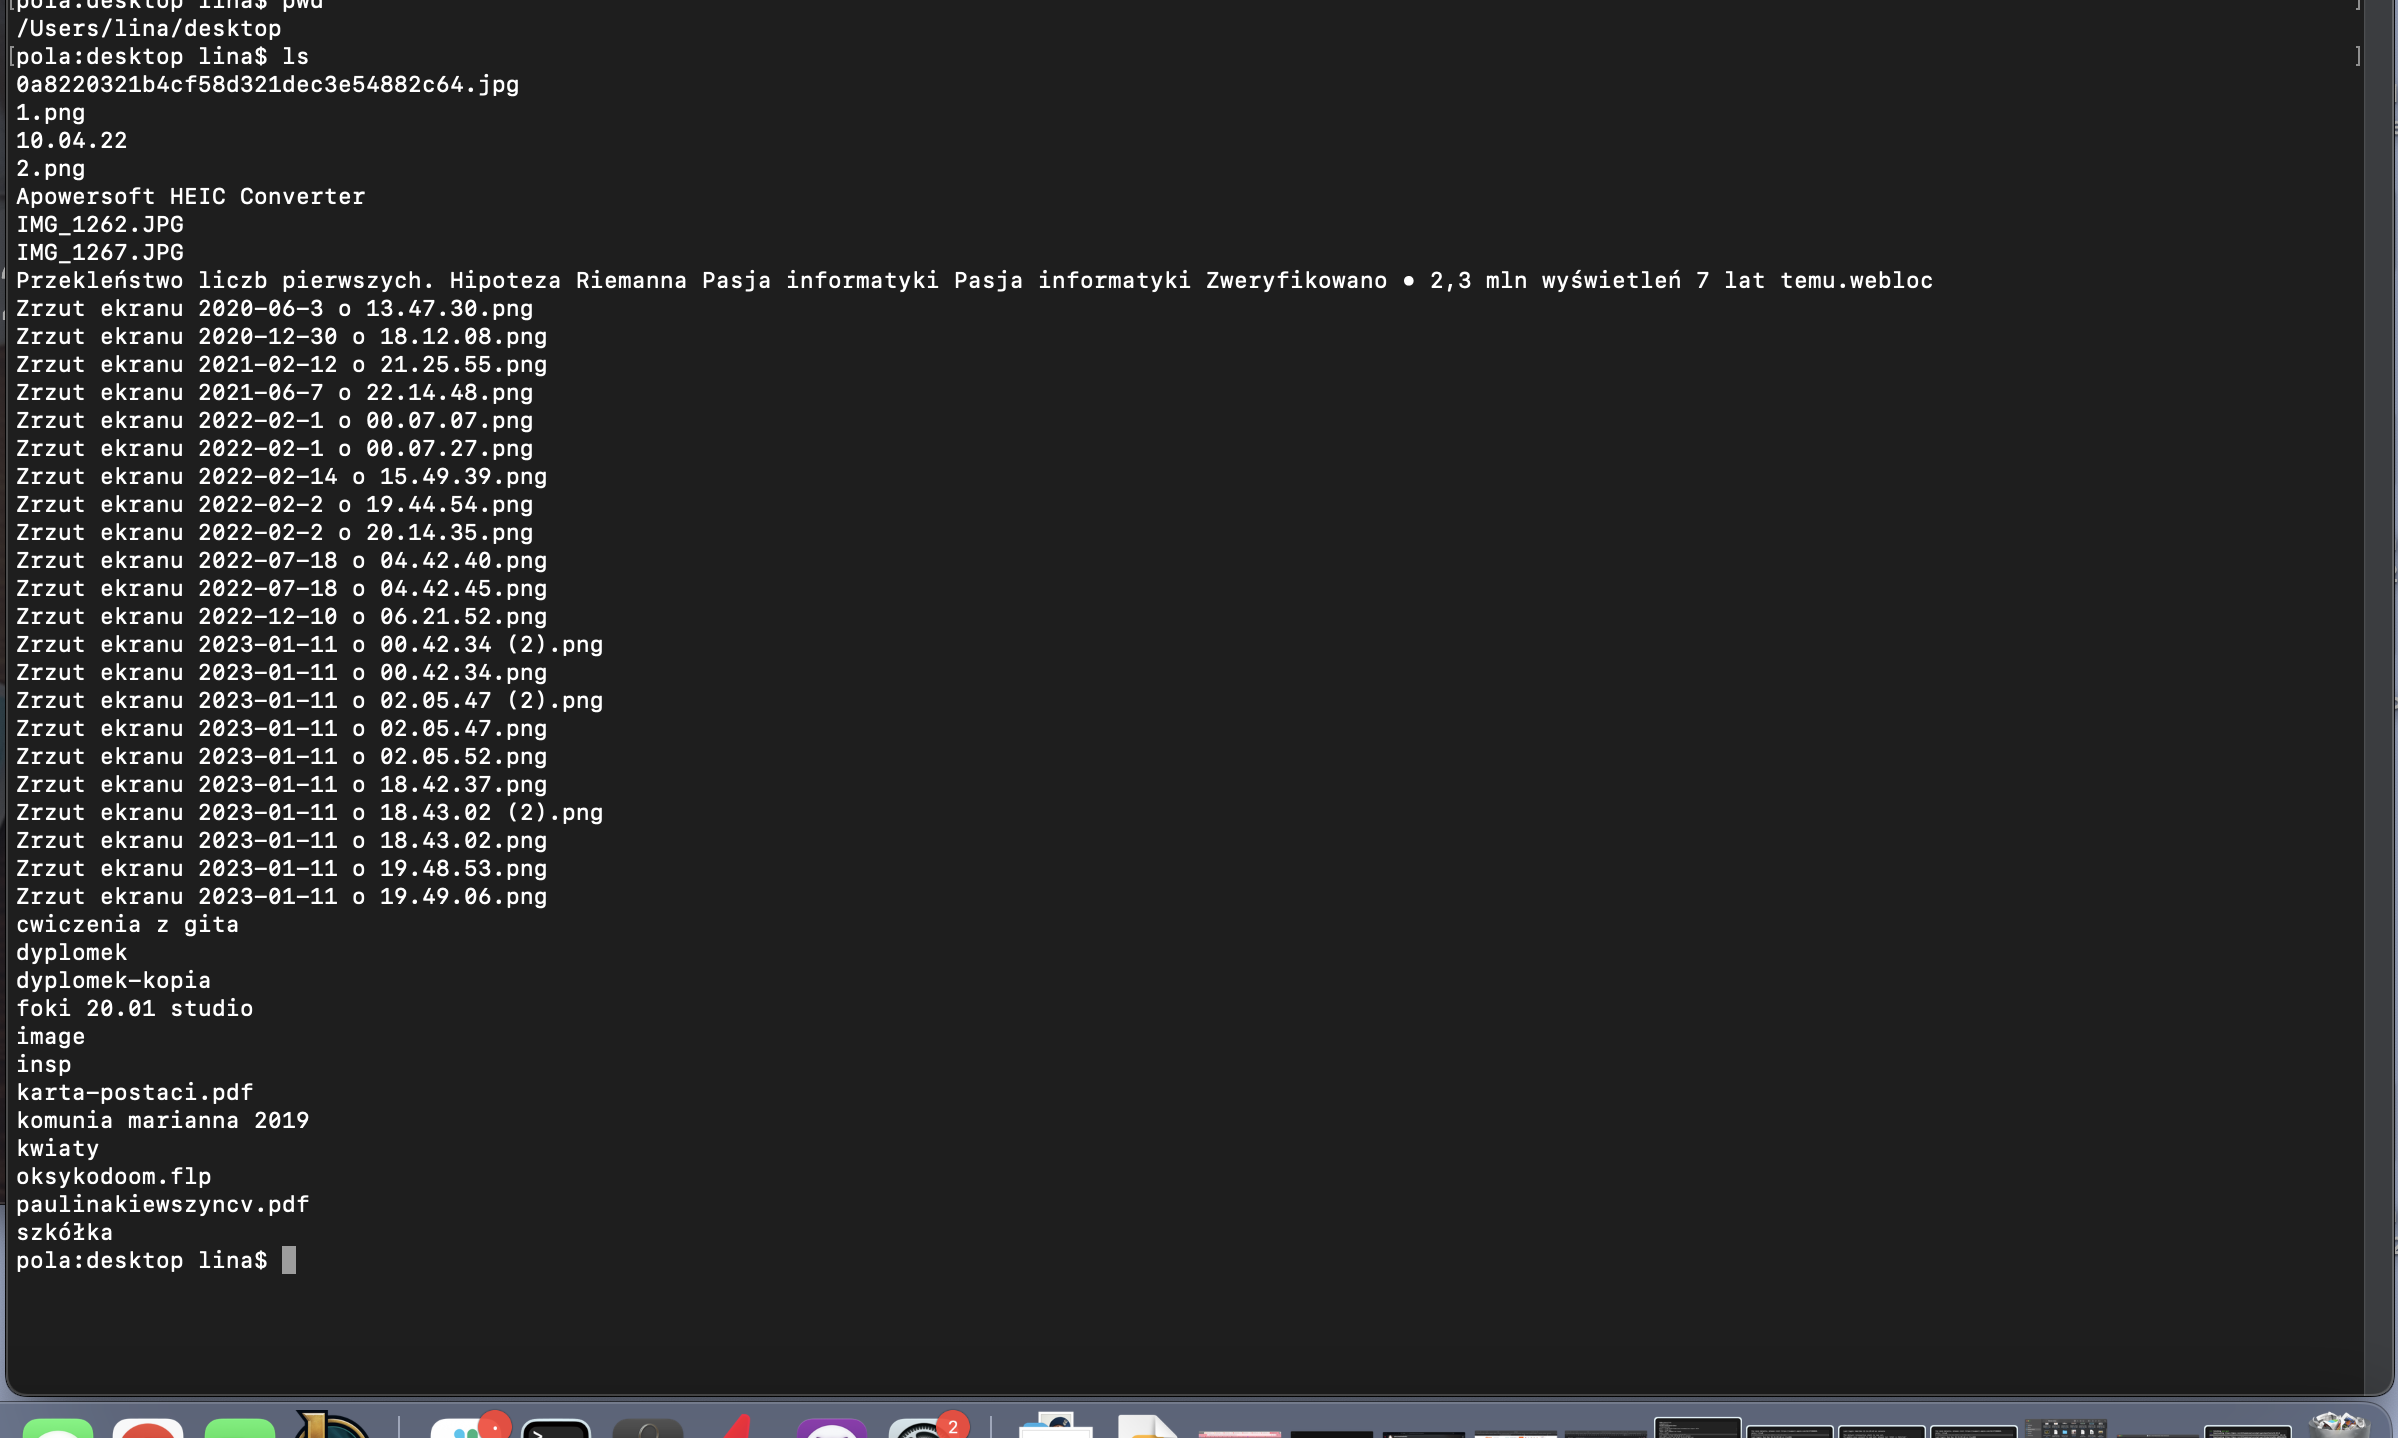 [pola:desktop lina$ pwd ]
/Users/lina/desktop
[pola:desktop lina$ ls ]
0a8220321b4cf58d321dec3e54882c64.jpg
1.png
10.04.22
2.png
Apowersoft HEIC Converter
IMG_1262.JPG
IMG_1267.JPG
Przekleństwo liczb pierwszych. Hipoteza Riemanna Pasja informatyki Pasja informatyki Zweryfikowano • 2,3 mln wyświetleń 7 lat temu.webloc
Zrzut ekranu 2020-06-3 o 13.47.30.png
Zrzut ekranu 2020-12-30 o 18.12.08.png
Zrzut ekranu 2021-02-12 o 21.25.55.png
Zrzut ekranu 2021-06-7 o 22.14.48.png
Zrzut ekranu 2022-02-1 o 00.07.07.png
Zrzut ekranu 2022-02-1 o 00.07.27.png
Zrzut ekranu 2022-02-14 o 15.49.39.png
Zrzut ekranu 2022-02-2 o 19.44.54.png
Zrzut ekranu 2022-02-2 o 20.14.35.png
Zrzut ekranu 2022-07-18 o 04.42.40.png
Zrzut ekranu 2022-07-18 o 04.42.45.png
Zrzut ekranu 2022-12-10 o 06.21.52.png
Zrzut ekranu 2023-01-11 o 00.42.34 (2).png
Zrzut ekranu 2023-01-11 o 00.42.34.png
Zrzut ekranu 2023-01-11 o 02.05.47 (2).png
Zrzut ekranu 2023-01-11 o 02.05.47.png
Zrzut ekranu 2023-01-11 o 02.05.52.png
Zrzut ekranu 2023-01-11 o 18.42.37.png
Zrzut ekranu 2023-01-11 o 18.43.02 (2).png
Zrzut ekranu 2023-01-11 o 18.43.02.png
Zrzut ekranu 2023-01-11 o 19.48.53.png
Zrzut ekranu 2023-01-11 o 19.49.06.png
cwiczenia z gita
dyplomek
dyplomek-kopia
foki 20.01 studio
image
insp
karta-postaci.pdf
komunia marianna 2019
kwiaty
oksykodoom.flp
paulinakiewszyncv.pdf
szkółka
pola:desktop lina$
2